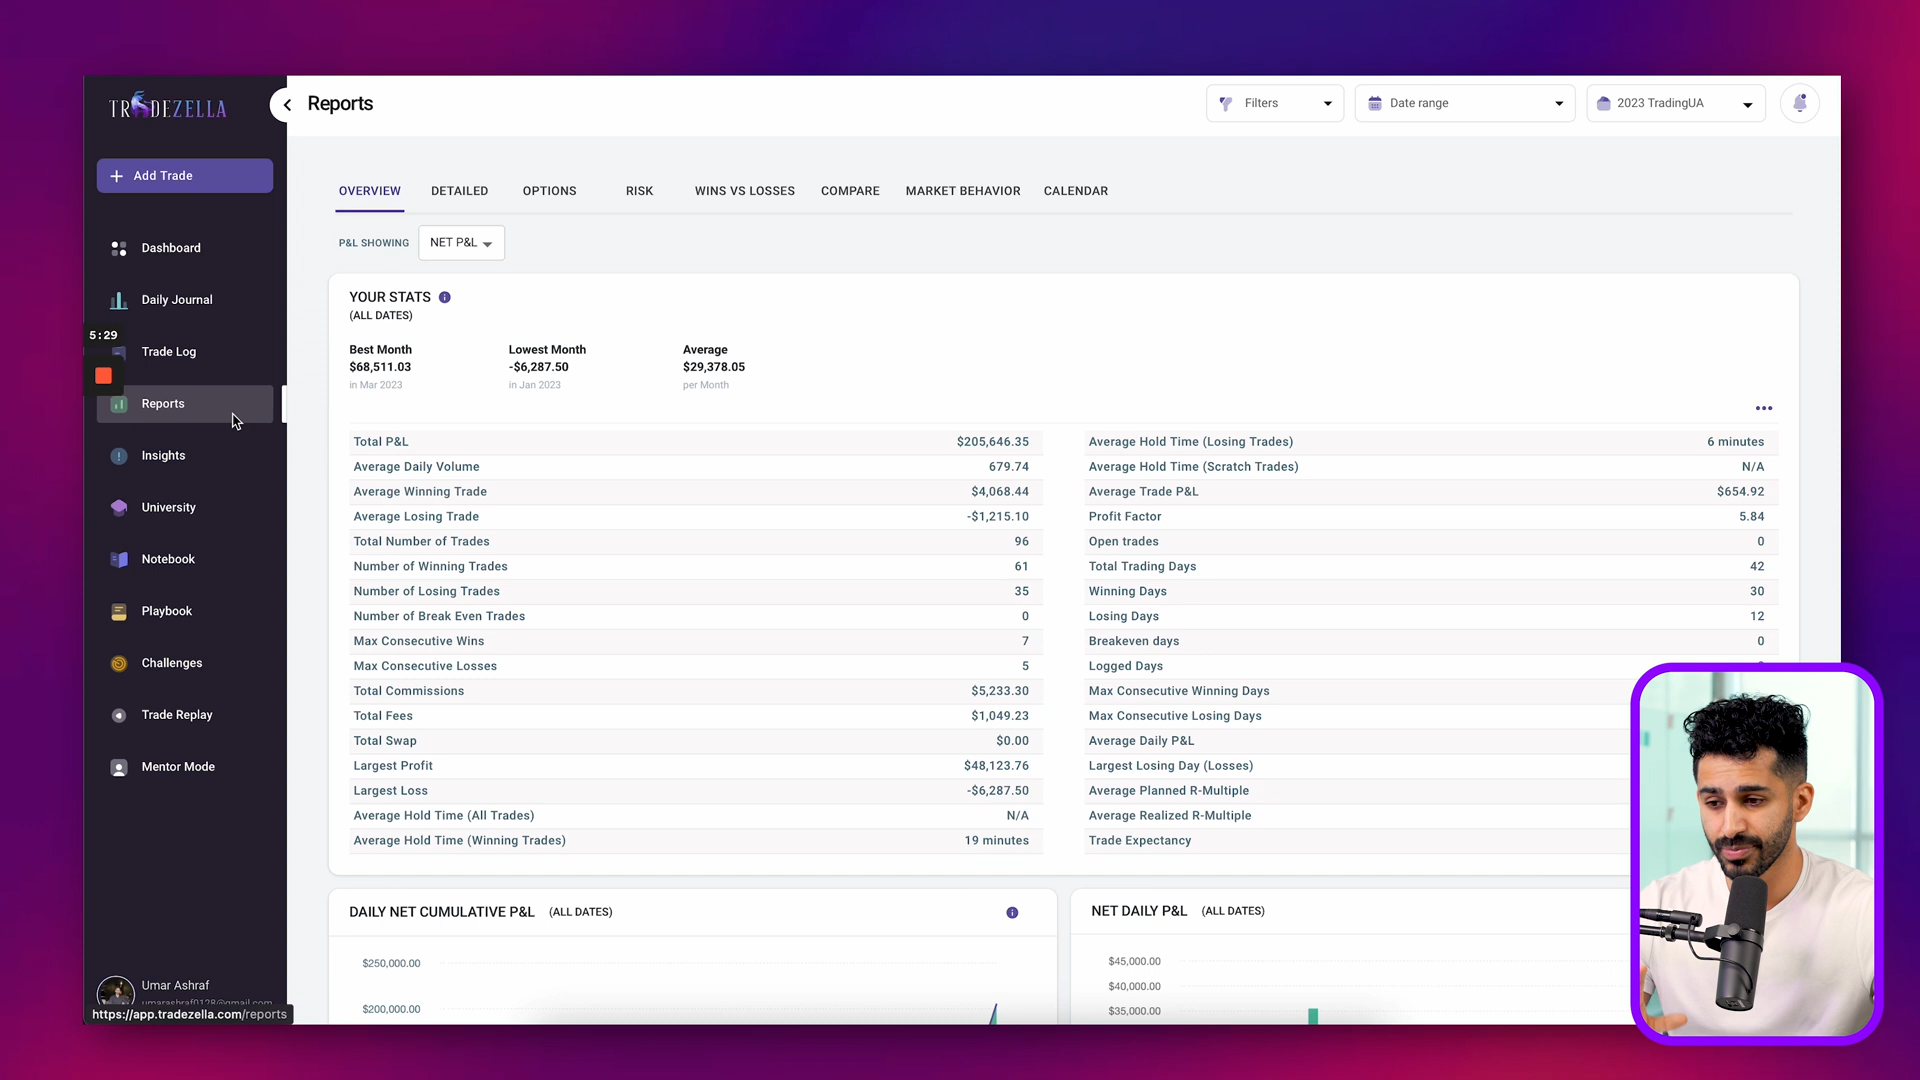 TRADEZELLA
Reports
Filters
Date range
2023 TradingUA
Add Trade
Dashboard
Daily Journal
5:29
Trade Log
Reports
Insights
University
Notebook
Playbook
Challenges
Trade Replay
Mentor Mode
Umar Ashraf
umarashraf0128@gmail.com
https://app.tradezella.com/reports
OVERVIEW DETAILED OPTIONS RISK WINS VS LOSSES COMPARE MARKET BEHAVIOR CALENDAR
P&L SHOWING NET P&L
YOUR STATS
(ALL DATES)
Best Month Lowest Month Average
$68,511.03 -$6,287.50 $29,378.05
in Mar 2023 in Jan 2023 per Month
Total P&L $205,646.35
Average Daily Volume 679.74
Average Winning Trade $4,068.44
Average Losing Trade -$1,215.10
Total Number of Trades 96
Number of Winning Trades 61
Number of Losing Trades 35
Number of Break Even Trades 0
Max Consecutive Wins 7
Max Consecutive Losses 5
Total Commissions $5,233.30
Total Fees $1,049.23
Total Swap $0.00
Largest Profit $48,123.76
Largest Loss -$6,287.50
Average Hold Time (All Trades) N/A
Average Hold Time (Winning Trades) 19 minutes
Average Hold Time (Losing Trades) 6 minutes
Average Hold Time (Scratch Trades) N/A
Average Trade P&L $654.92
Profit Factor 5.84
Open trades 0
Total Trading Days 42
Winning Days 30
Losing Days 12
Breakeven days 0
Logged Days
Max Consecutive Winning Days
Max Consecutive Losing Days
Average Daily P&L
Largest Losing Day (Losses)
Average Planned R-Multiple
Average Realized R-Multiple
Trade Expectancy
DAILY NET CUMULATIVE P&L (ALL DATES)
$250,000.00
$200,000.00
NET DAILY P&L (ALL DATES)
$45,000.00
$40,000.00
$35,000.00